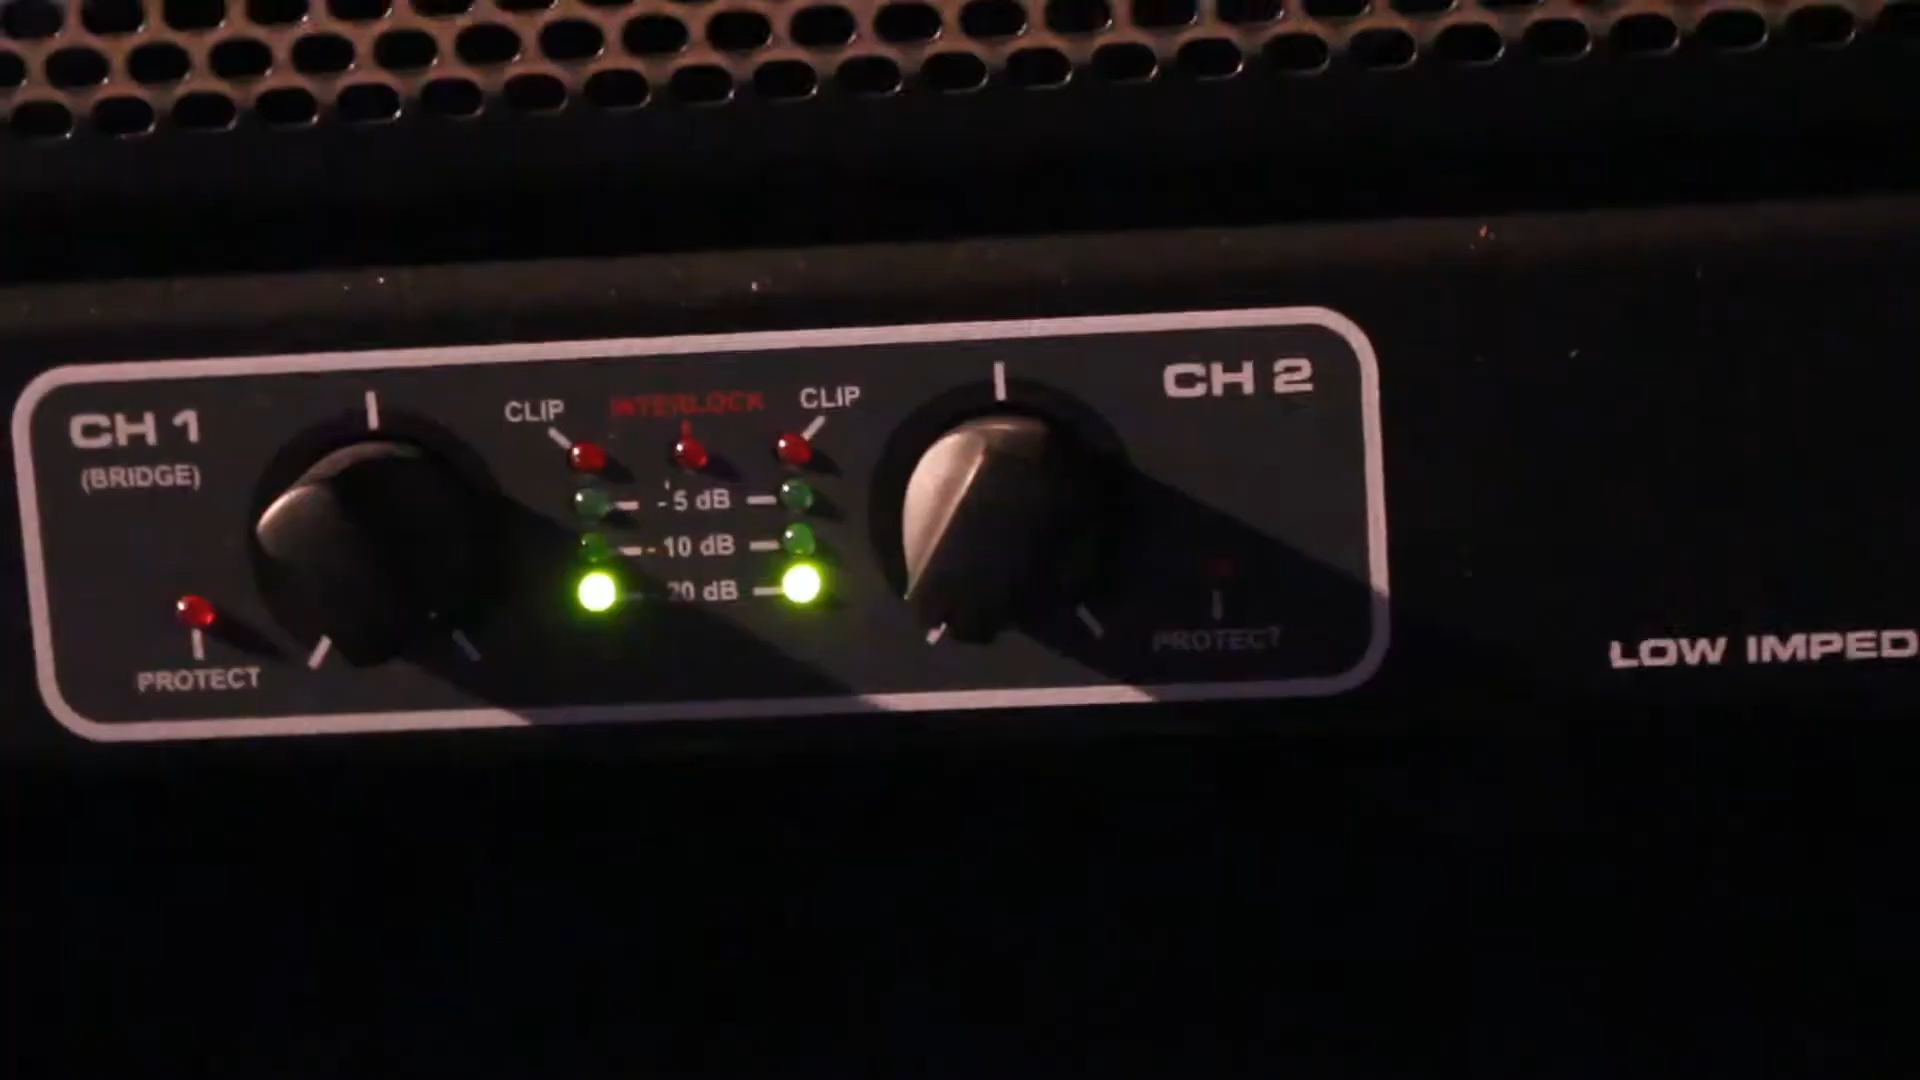 CH 1
(BRIDGE)
PROTECT
CLIP
INTERLOCK
CLIP
-5 dB
-10 dB
20 dB
CH 2
PROTECT
LOW IMPED